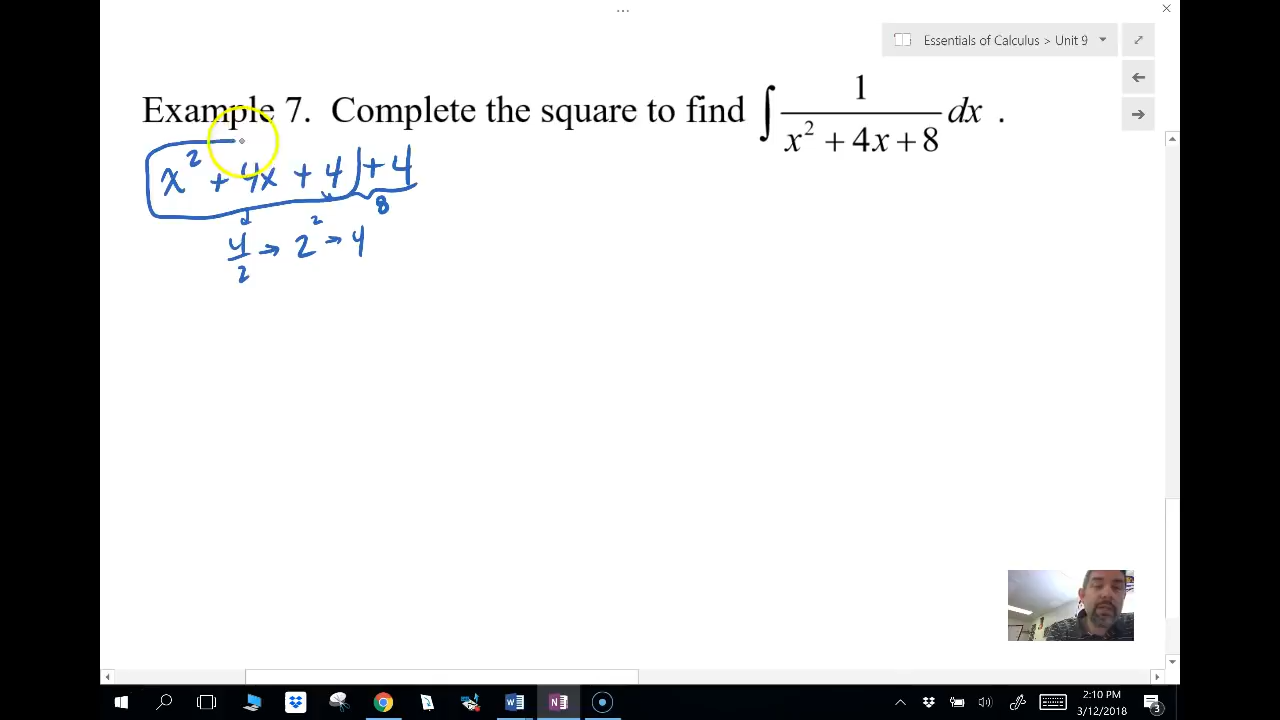 Essentials of Calculus > Unit 9
Example 7. Complete the square to find ∫ 1/(x² + 4x + 8) dx .
x² + 4x + 4 + 4
8
4/2 → 2² → 4
2:10 PM
3/12/2018
3